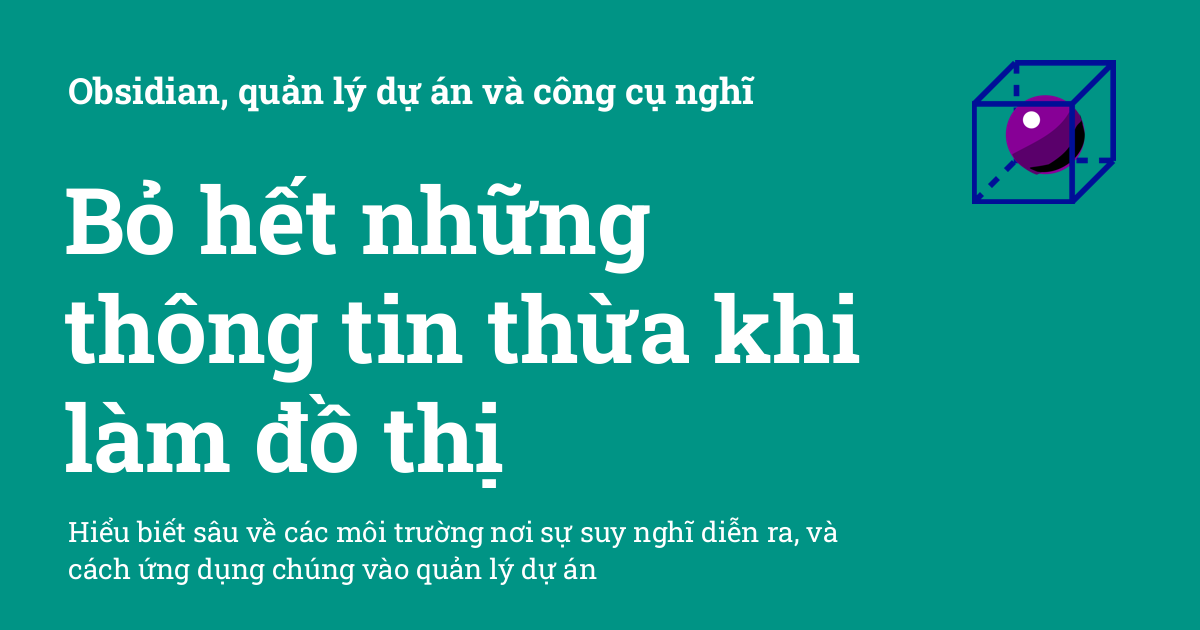 Obsidian, quản lý dự án và công cụ nghĩ
Bỏ hết những
thông tin thừa khi
làm đồ thị
Hiểu biết sâu về các môi trường nơi sự suy nghĩ diễn ra, và
cách ứng dụng chúng vào quản lý dự án